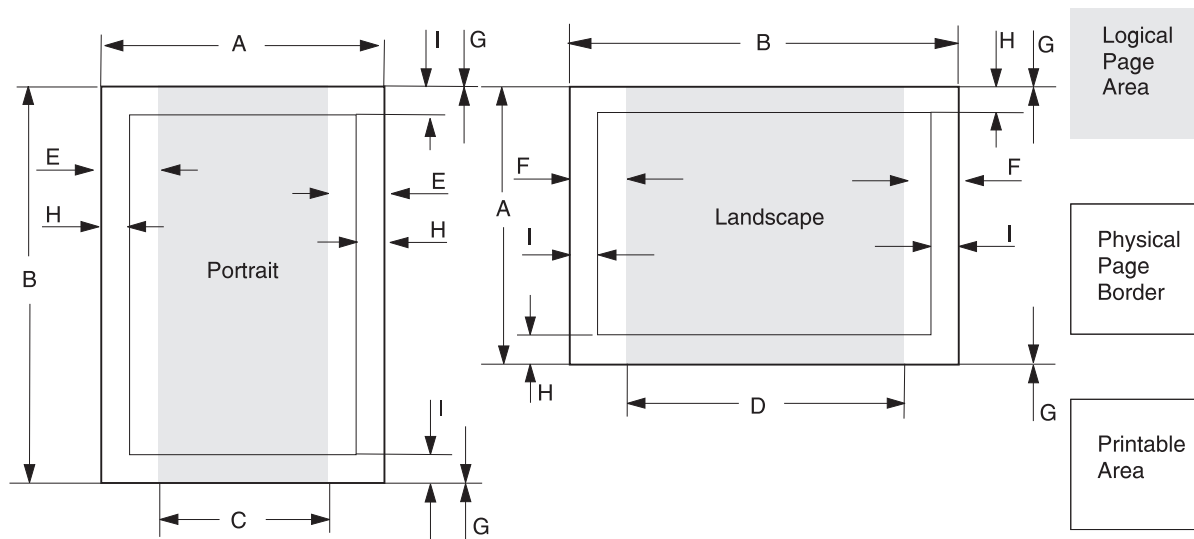 A
I
G
E
E
H
H
B
Portrait
I
C
G
B
H
G
F
F
A
Landscape
I
I
H
D
G
Logical
Page
Area
Physical
Page
Border
Printable
Area